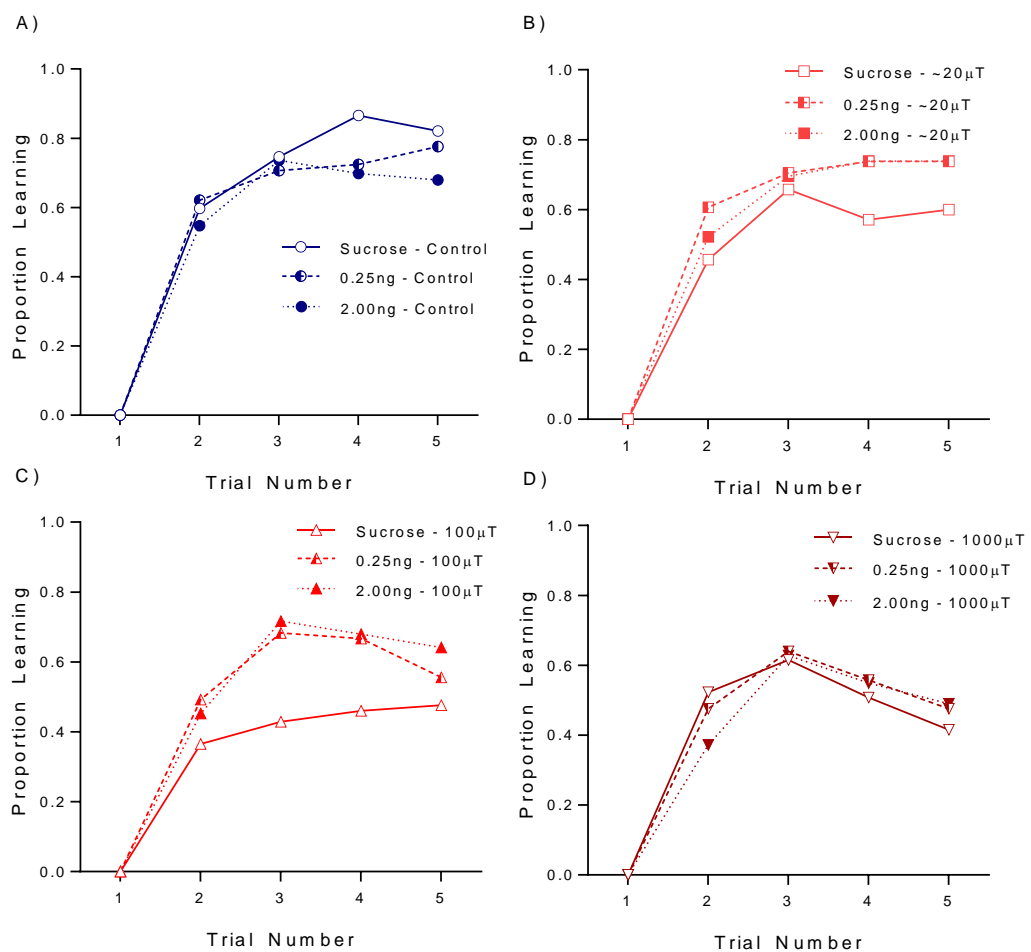 A)
1.0
0.8
0.6
0.4
0.2
0.0
Proportion Learning
Sucrose - Control
0.25ng - Control
2.00ng - Control
1 2 3 4 5
Trial Number
B)
1.0
0.8
0.6
0.4
0.2
0.0
Proportion Learning
Sucrose - ~20μT
0.25ng - ~20μT
2.00ng - ~20μT
1 2 3 4 5
Trial Number
C)
1.0
0.8
0.6
0.4
0.2
0.0
Proportion Learning
Sucrose - 100μT
0.25ng - 100μT
2.00ng - 100μT
1 2 3 4 5
Trial Number
D)
1.0
0.8
0.6
0.4
0.2
0.0
Proportion Learning
Sucrose - 1000μT
0.25ng - 1000μT
2.00ng - 1000μT
1 2 3 4 5
Trial Number